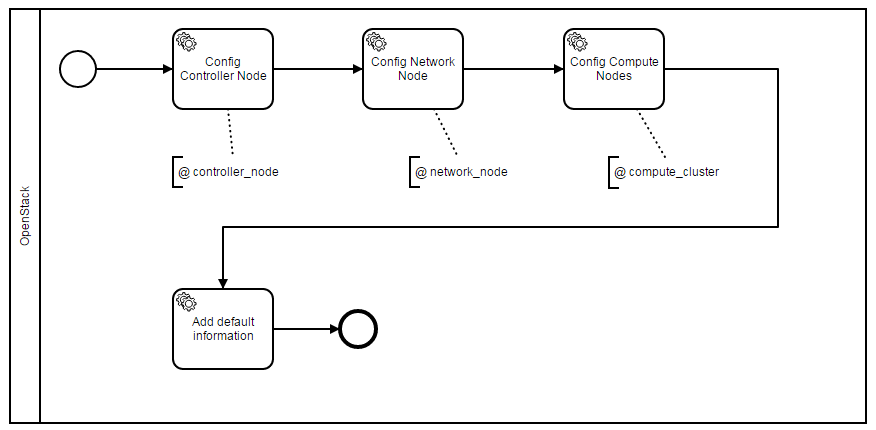 OpenStack
Config
Controller Node
Config Network
Node
Config Compute
Nodes
@ controller_node
@ network_node
@ compute_cluster
Add default
information